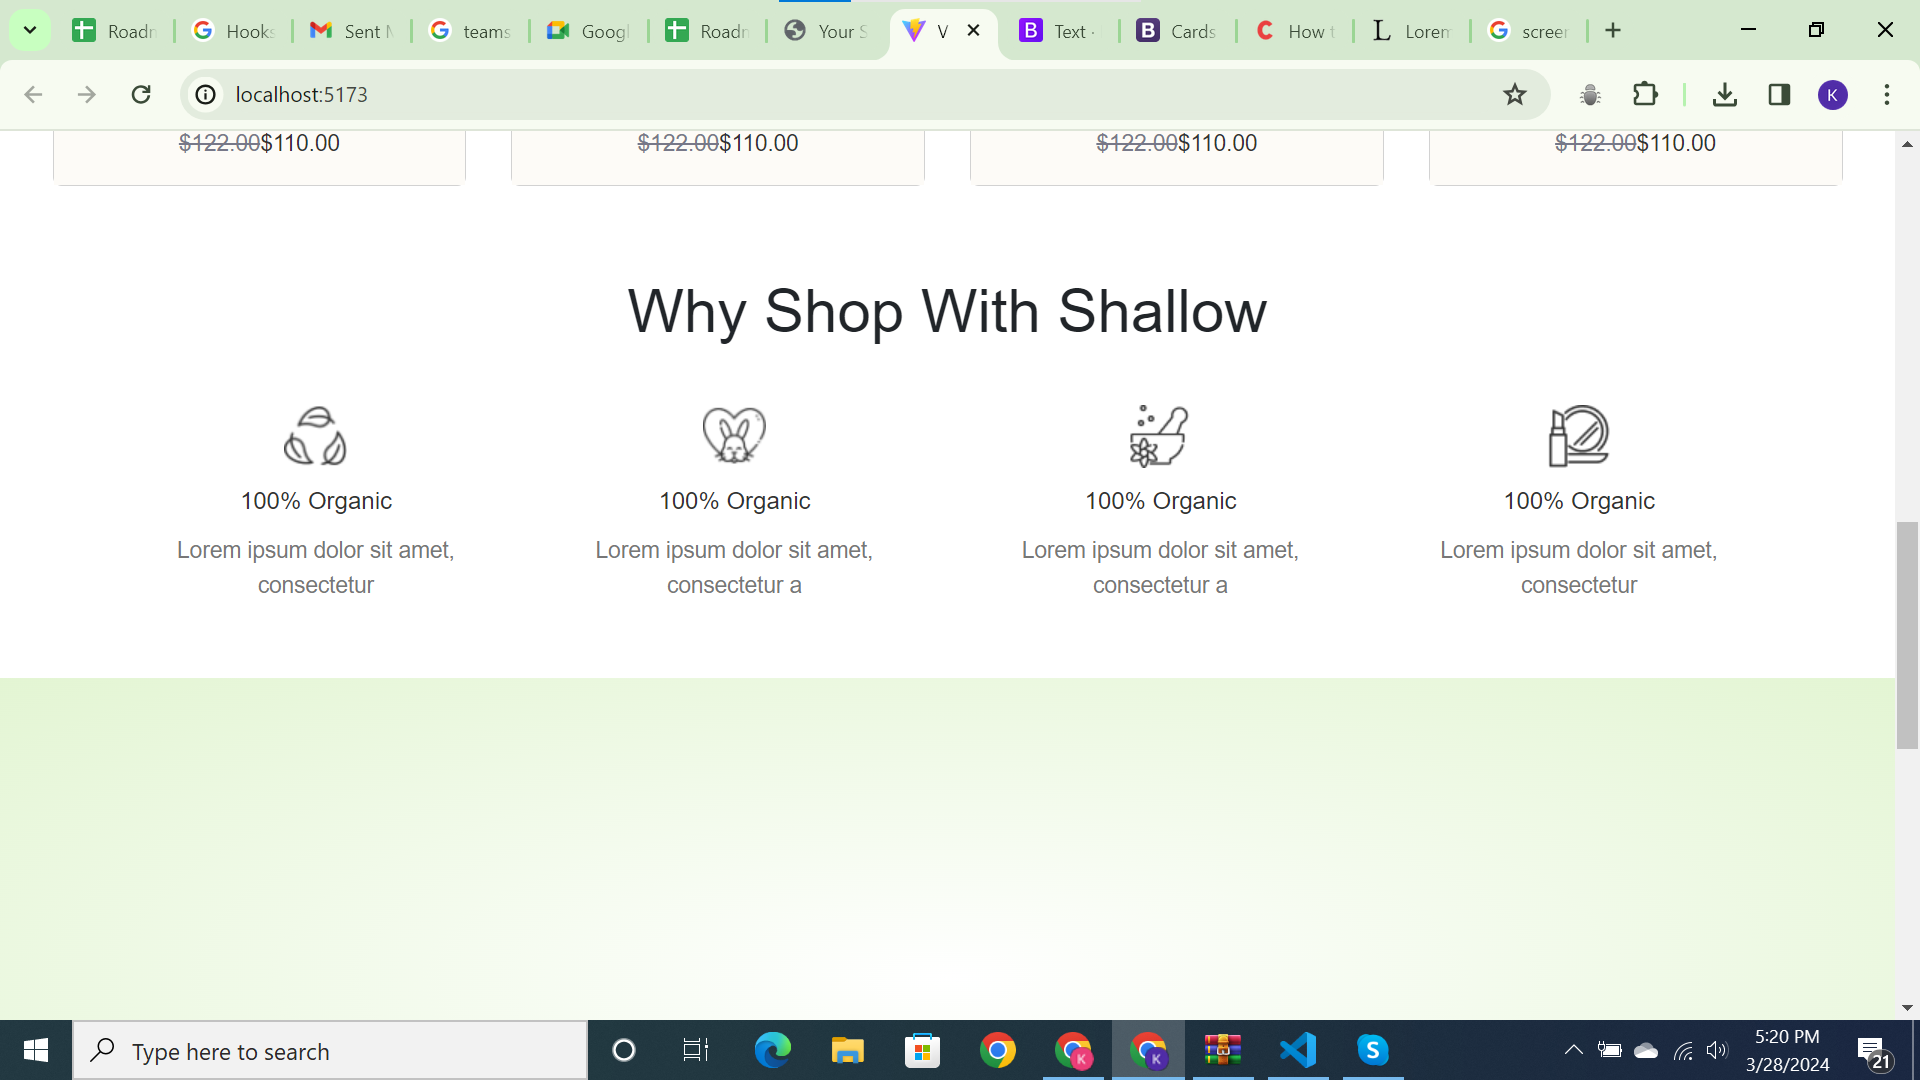 Roadn
Hooks
Sent M
teams
Googl
Roadn
Your S
V
Text ·
Cards
How t
Lorem
screen
localhost:5173
K
$122.00$110.00 $122.00$110.00 $122.00$110.00 $122.00$110.00
Why Shop With Shallow
100% Organic
Lorem ipsum dolor sit amet,
consectetur
100% Organic
Lorem ipsum dolor sit amet,
consectetur a
100% Organic
Lorem ipsum dolor sit amet,
consectetur a
100% Organic
Lorem ipsum dolor sit amet,
consectetur
Type here to search
K
K
5:20 PM
3/28/2024
21